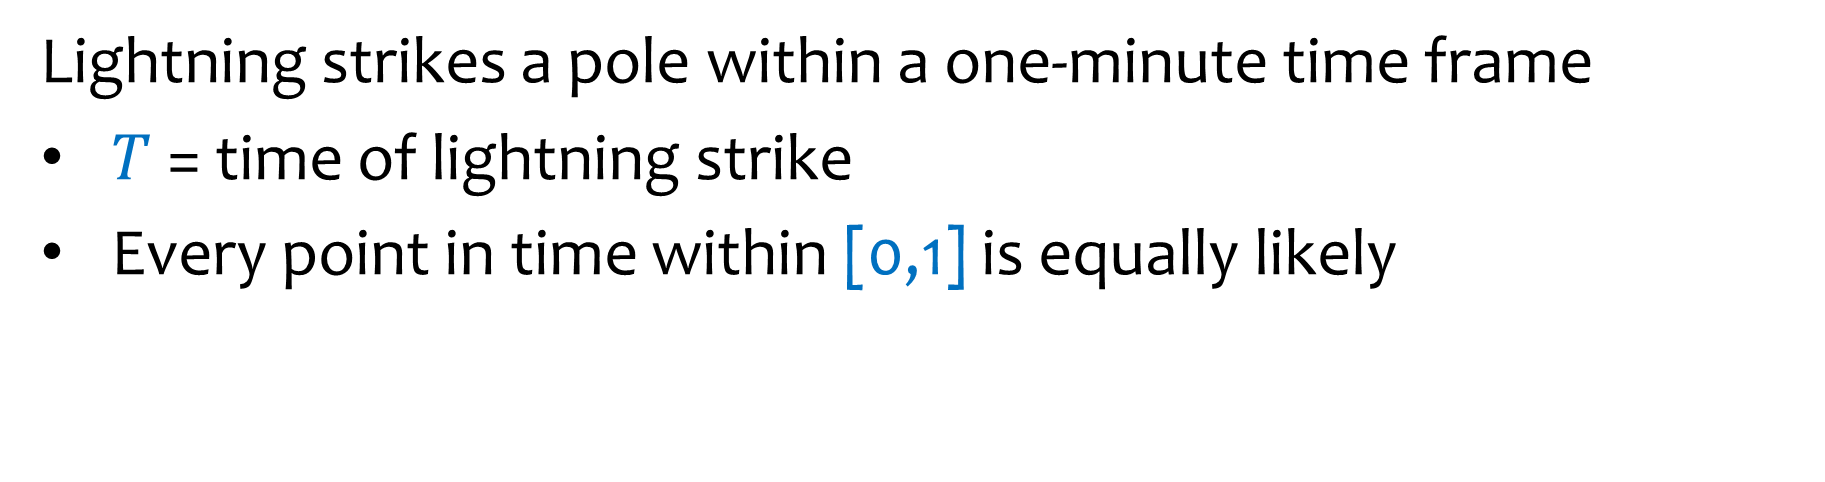 Lightning strikes a pole within a one-minute time frame
• T = time of lightning strike
• Every point in time within [0,1] is equally likely